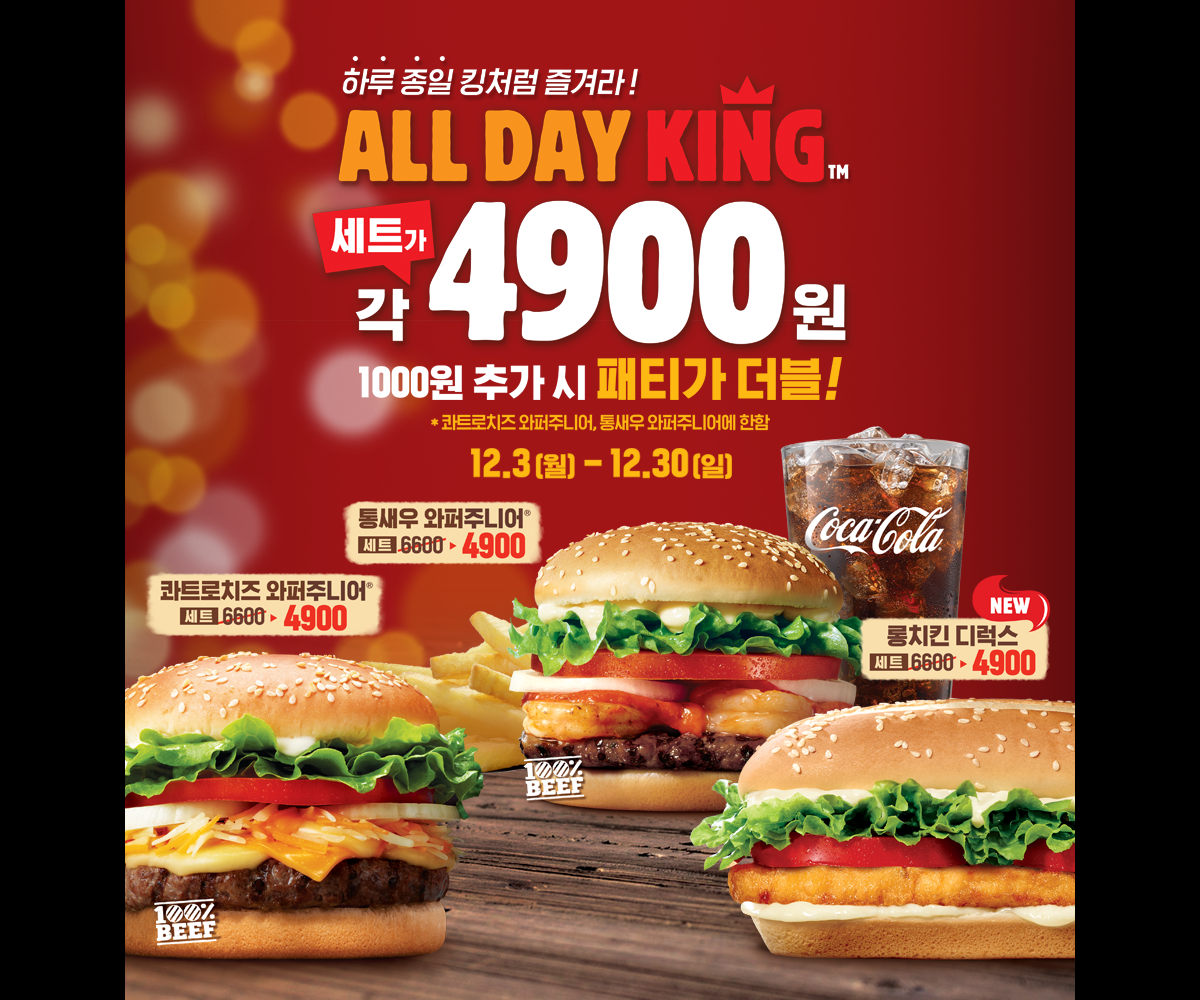 하루 종일 킹처럼 즐겨라!
ALL DAY KING™
세트가
각 4900원
1000원 추가 시 패티가 더블!
* 콰트로치즈 와퍼주니어, 통새우 와퍼주니어에 한함
12.3(월) – 12.30(일)
통새우 와퍼주니어®
세트 6600 ▸ 4900
콰트로치즈 와퍼주니어®
세트 6600 ▸ 4900
Coca-Cola
NEW
롱치킨 디럭스
세트 6600 ▸ 4900
100%
BEEF
100%
BEEF